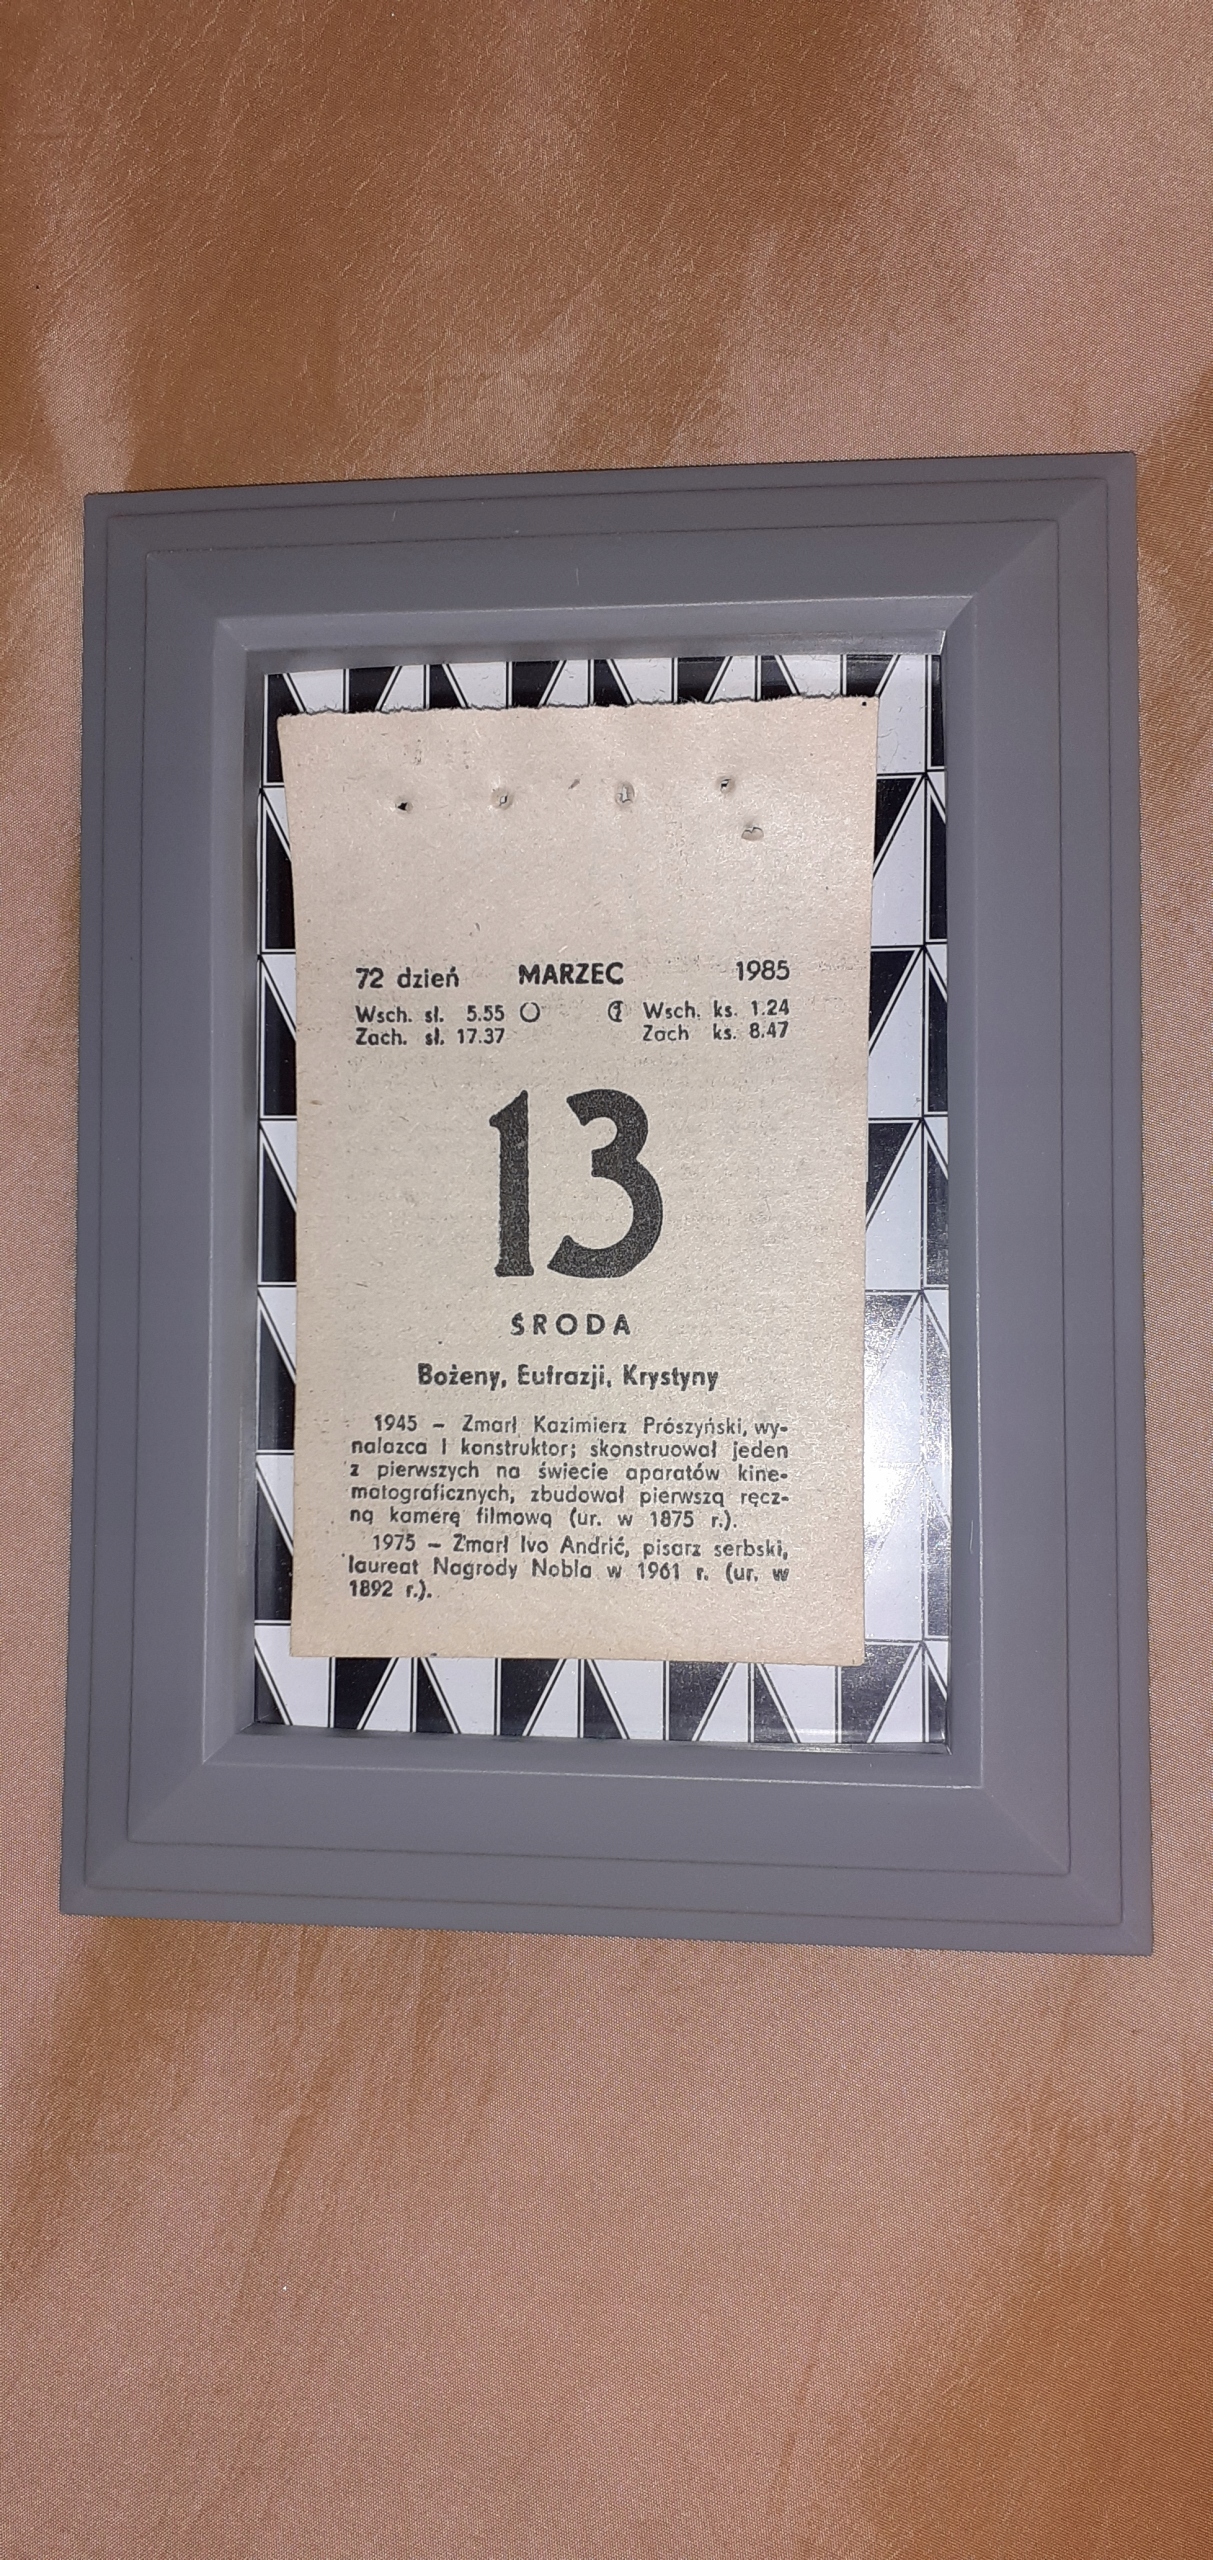 72 dzień MARZEC 1985
Wsch. sł. 5.55 Wsch. ks. 1.24
Zach. sł. 17.37 Zach ks. 8.47
13
ŚRODA
Bożeny, Eufrazji, Krystyny
1945 – Zmarł Kazimierz Prószyński, wy-
nalazca i konstruktor; skonstruował jeden
z pierwszych na świecie aparatów kine-
matograficznych, zbudował pierwszą ręcz-
ną kamerę filmową (ur. w 1875 r.).
1975 – Zmarł Ivo Andrić, pisarz serbski,
laureat Nagrody Nobla w 1961 r. (ur. w
1892 r.).